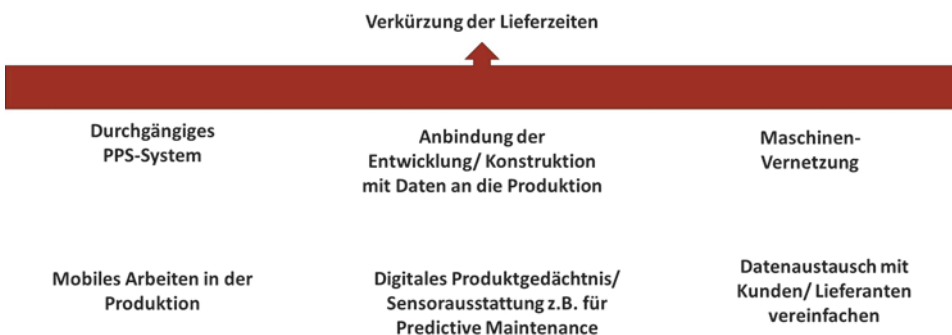 Verkürzung der Lieferzeiten
Durchgängiges
PPS-System
Anbindung der
Entwicklung/ Konstruktion
mit Daten an die Produktion
Maschinen-
Vernetzung
Mobiles Arbeiten in der
Produktion
Digitales Produktgedächtnis/
Sensorausstattung z.B. für
Predictive Maintenance
Datenaustausch mit
Kunden/ Lieferanten
vereinfachen